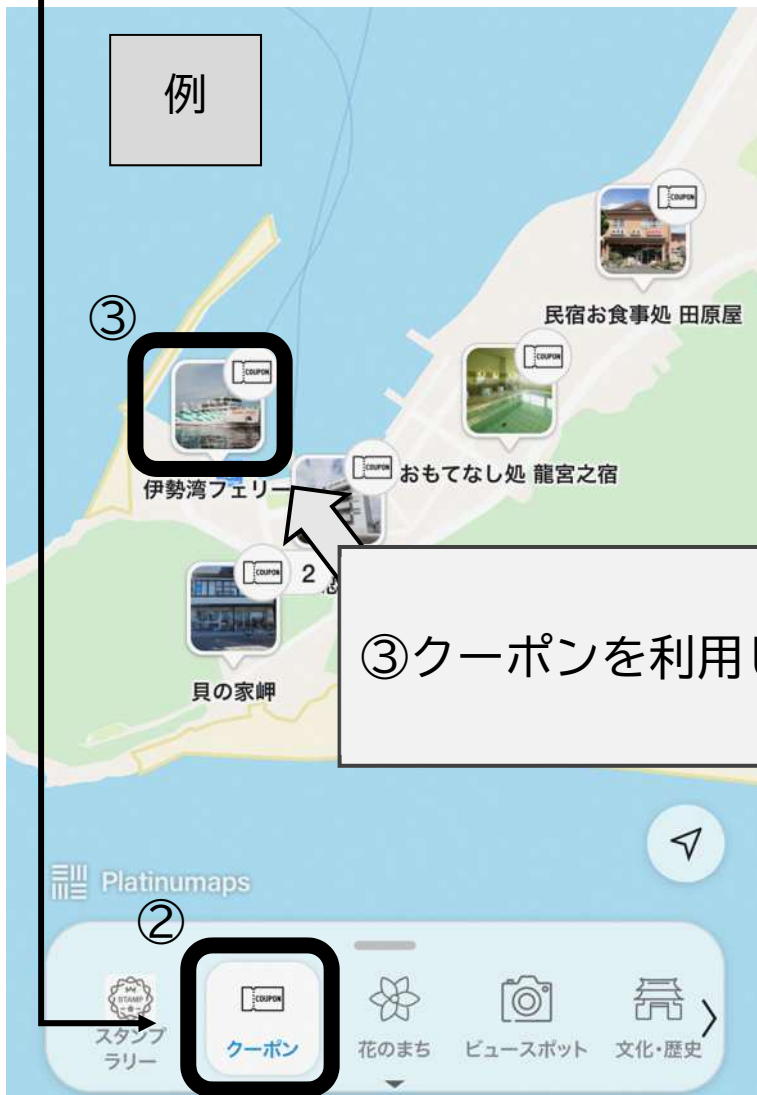 例
COUPON
民宿お食事処 田原屋
③
COUPON
COUPON
伊勢湾フェリー
COUPON
おもてなし処 龍宮之宿
COUPON
2
貝の家岬
③クーポンを利用し
Platinumaps
②
STAMP
COUPON
スタンプ
ラリー
クーポン
花のまち
ビュースポット
文化・歴史